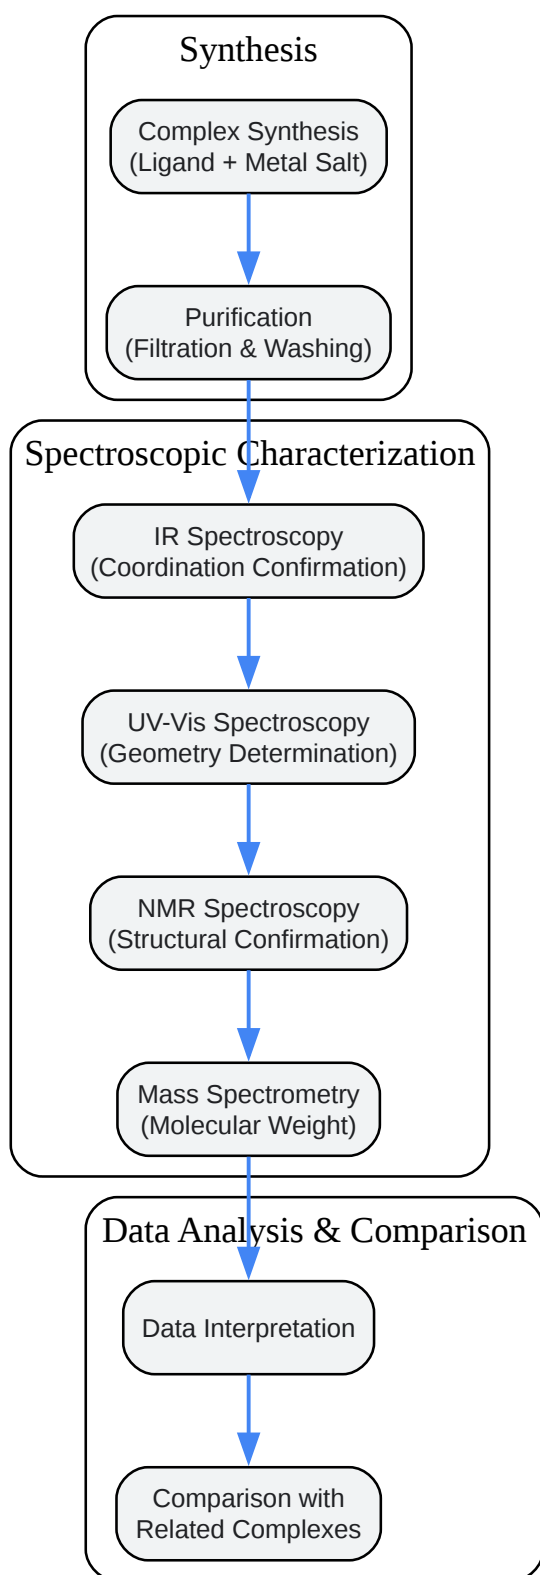 Synthesis
Complex Synthesis
(Ligand + Metal Salt)
Purification
(Filtration & Washing)
Spectroscopic Characterization
IR Spectroscopy
(Coordination Confirmation)
UV-Vis Spectroscopy
(Geometry Determination)
NMR Spectroscopy
(Structural Confirmation)
Mass Spectrometry
(Molecular Weight)
Data Analysis & Comparison
Data Interpretation
Comparison with
Related Complexes